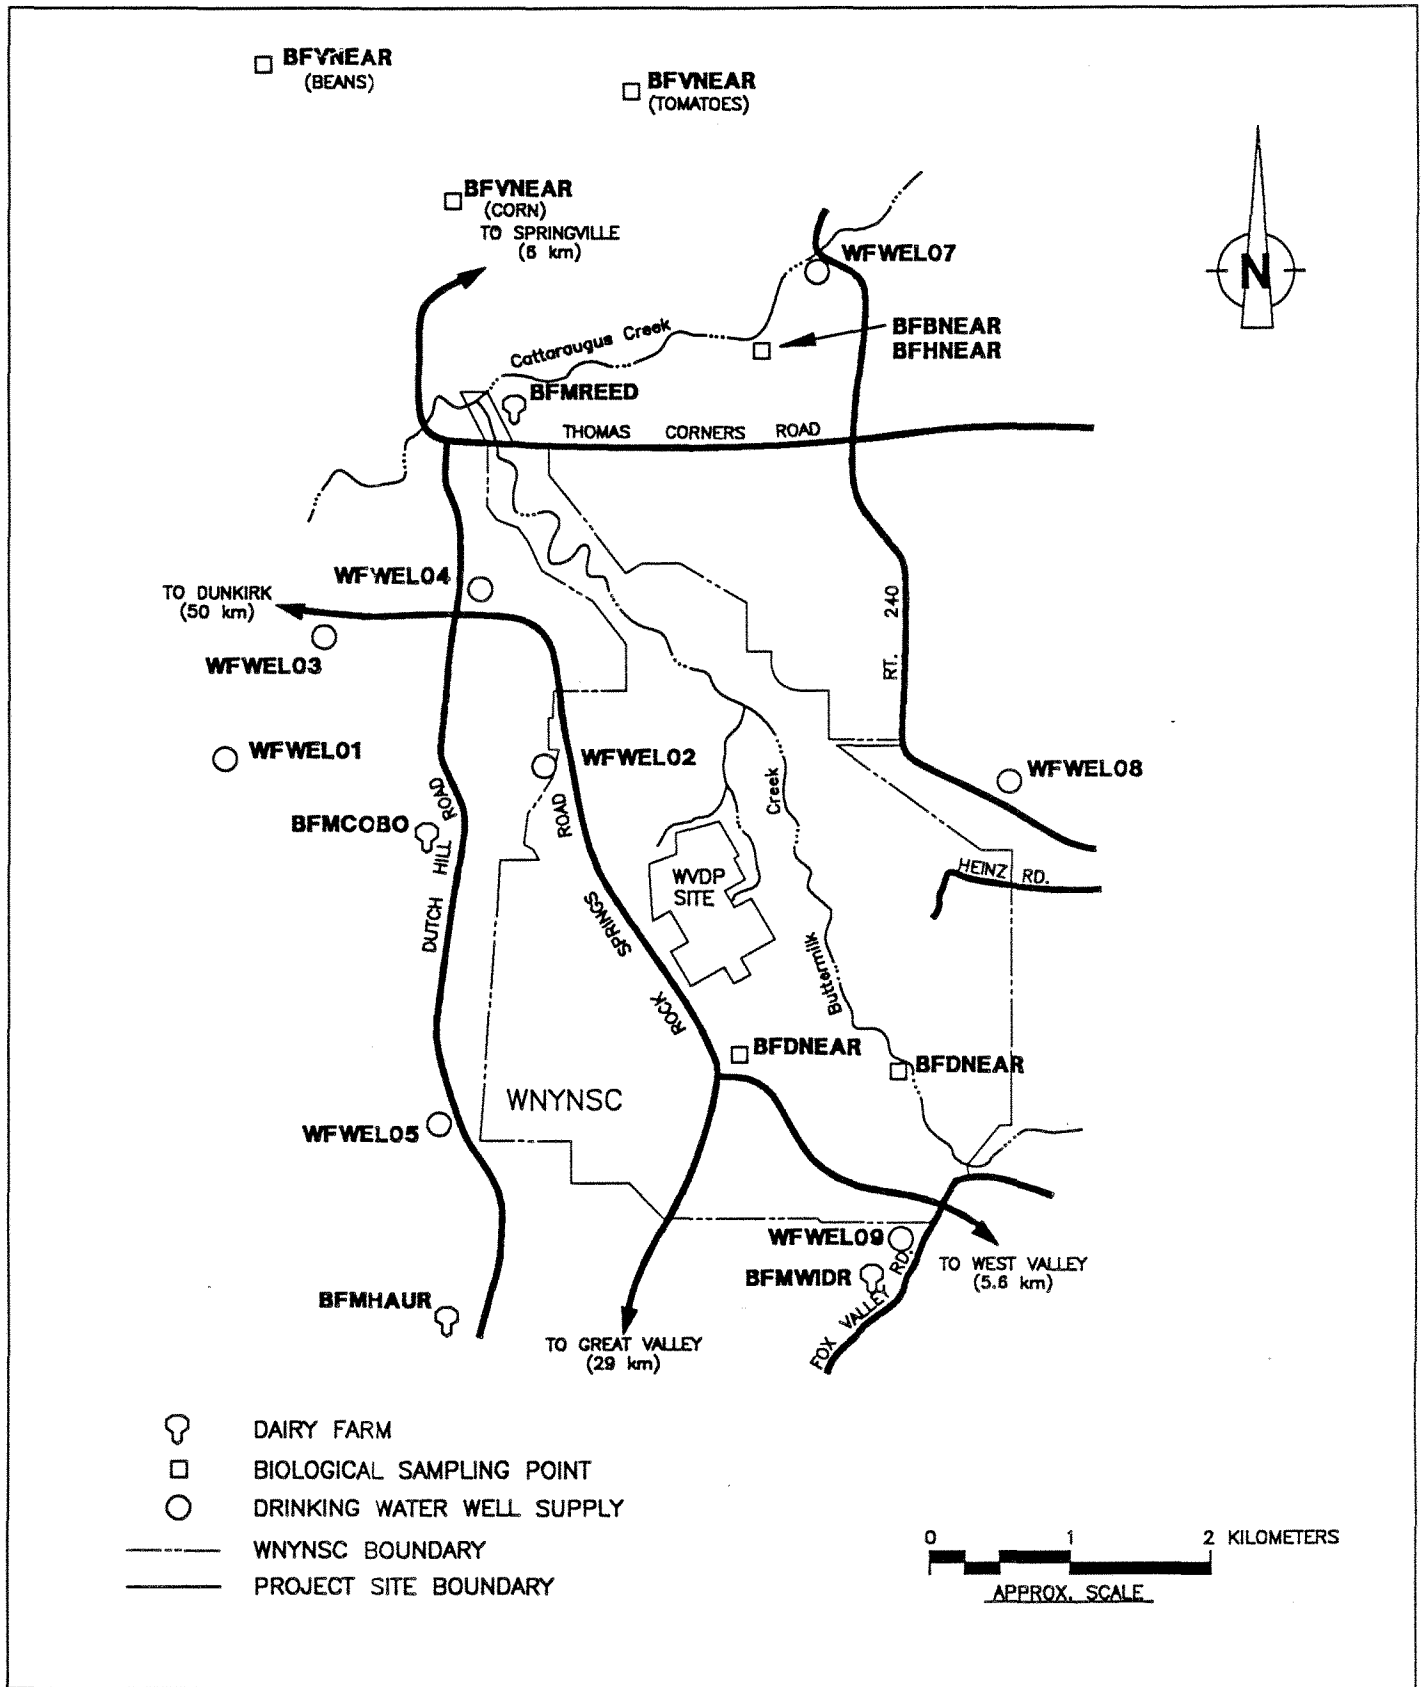 BFVNEAR
(BEANS)
BFVNEAR
(TOMATOES)
BFVNEAR
(CORN)
TO SPRINGVILLE
(6 km)
WFWEL07
N
BFBNEAR
BFHNEAR
Cattaraugus Creek
BFMREED
THOMAS CORNERS ROAD
WFWEL04
TO DUNKIRK
(50 km)
RT. 240
WFWEL03
WFWEL01
WFWEL02
WFWEL08
BFMCOBO
DUTCH HILL ROAD
ROCK SPRINGS ROAD
Buttermilk Creek
WVDP
SITE
HEINZ RD.
BFDNEAR
BFDNEAR
WNYNSC
WFWEL05
WFWEL09
BFMWIDR
FOX VALLEY RD.
TO WEST VALLEY
(5.6 km)
BFMHAUR
TO GREAT VALLEY
(29 km)
DAIRY FARM
BIOLOGICAL SAMPLING POINT
DRINKING WATER WELL SUPPLY
WNYNSC BOUNDARY
PROJECT SITE BOUNDARY
0 1 2 KILOMETERS
APPROX. SCALE